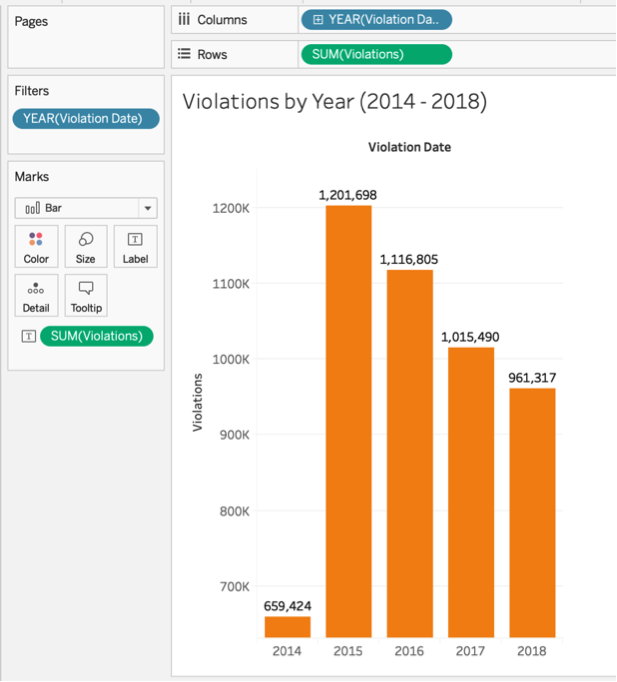 Pages
Filters
YEAR(Violation Date)
Marks
Bar
Color
Size
T
Label
Detail
Tooltip
T
SUM(Violations)
Columns
YEAR(Violation Da..
Rows
SUM(Violations)
Violations by Year (2014 - 2018)
Violation Date
1200K
1100K
1000K
900K
800K
700K
Violations
659,424
1,201,698
1,116,805
1,015,490
961,317
2014
2015
2016
2017
2018